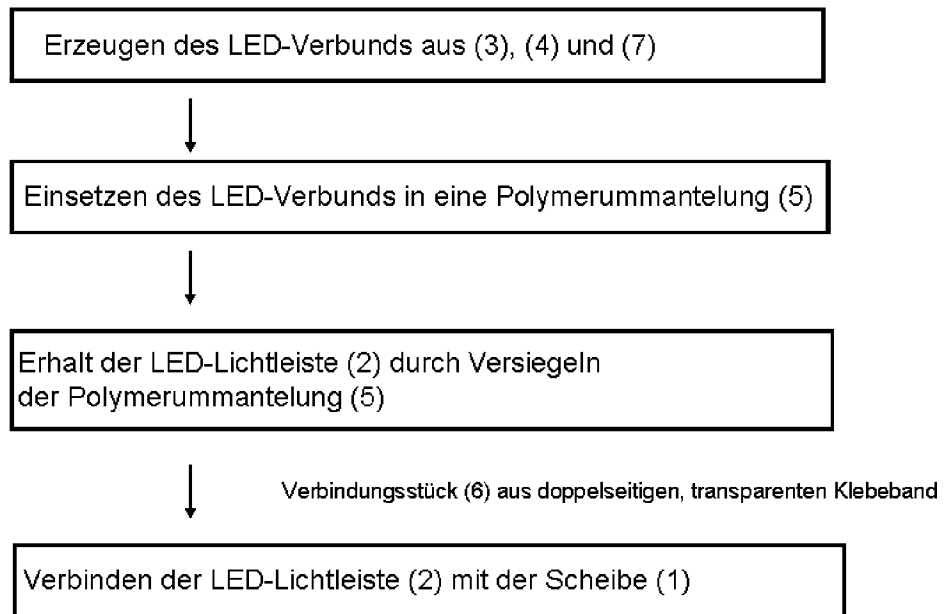 Erzeugen des LED-Verbunds aus (3), (4) und (7)
Einsetzen des LED-Verbunds in eine Polymerummantelung (5)
Erhalt der LED-Lichtleiste (2) durch Versiegeln
der Polymerummantelung (5)
Verbindungsstück (6) aus doppelseitigen, transparenten Klebeband
Verbinden der LED-Lichtleiste (2) mit der Scheibe (1)